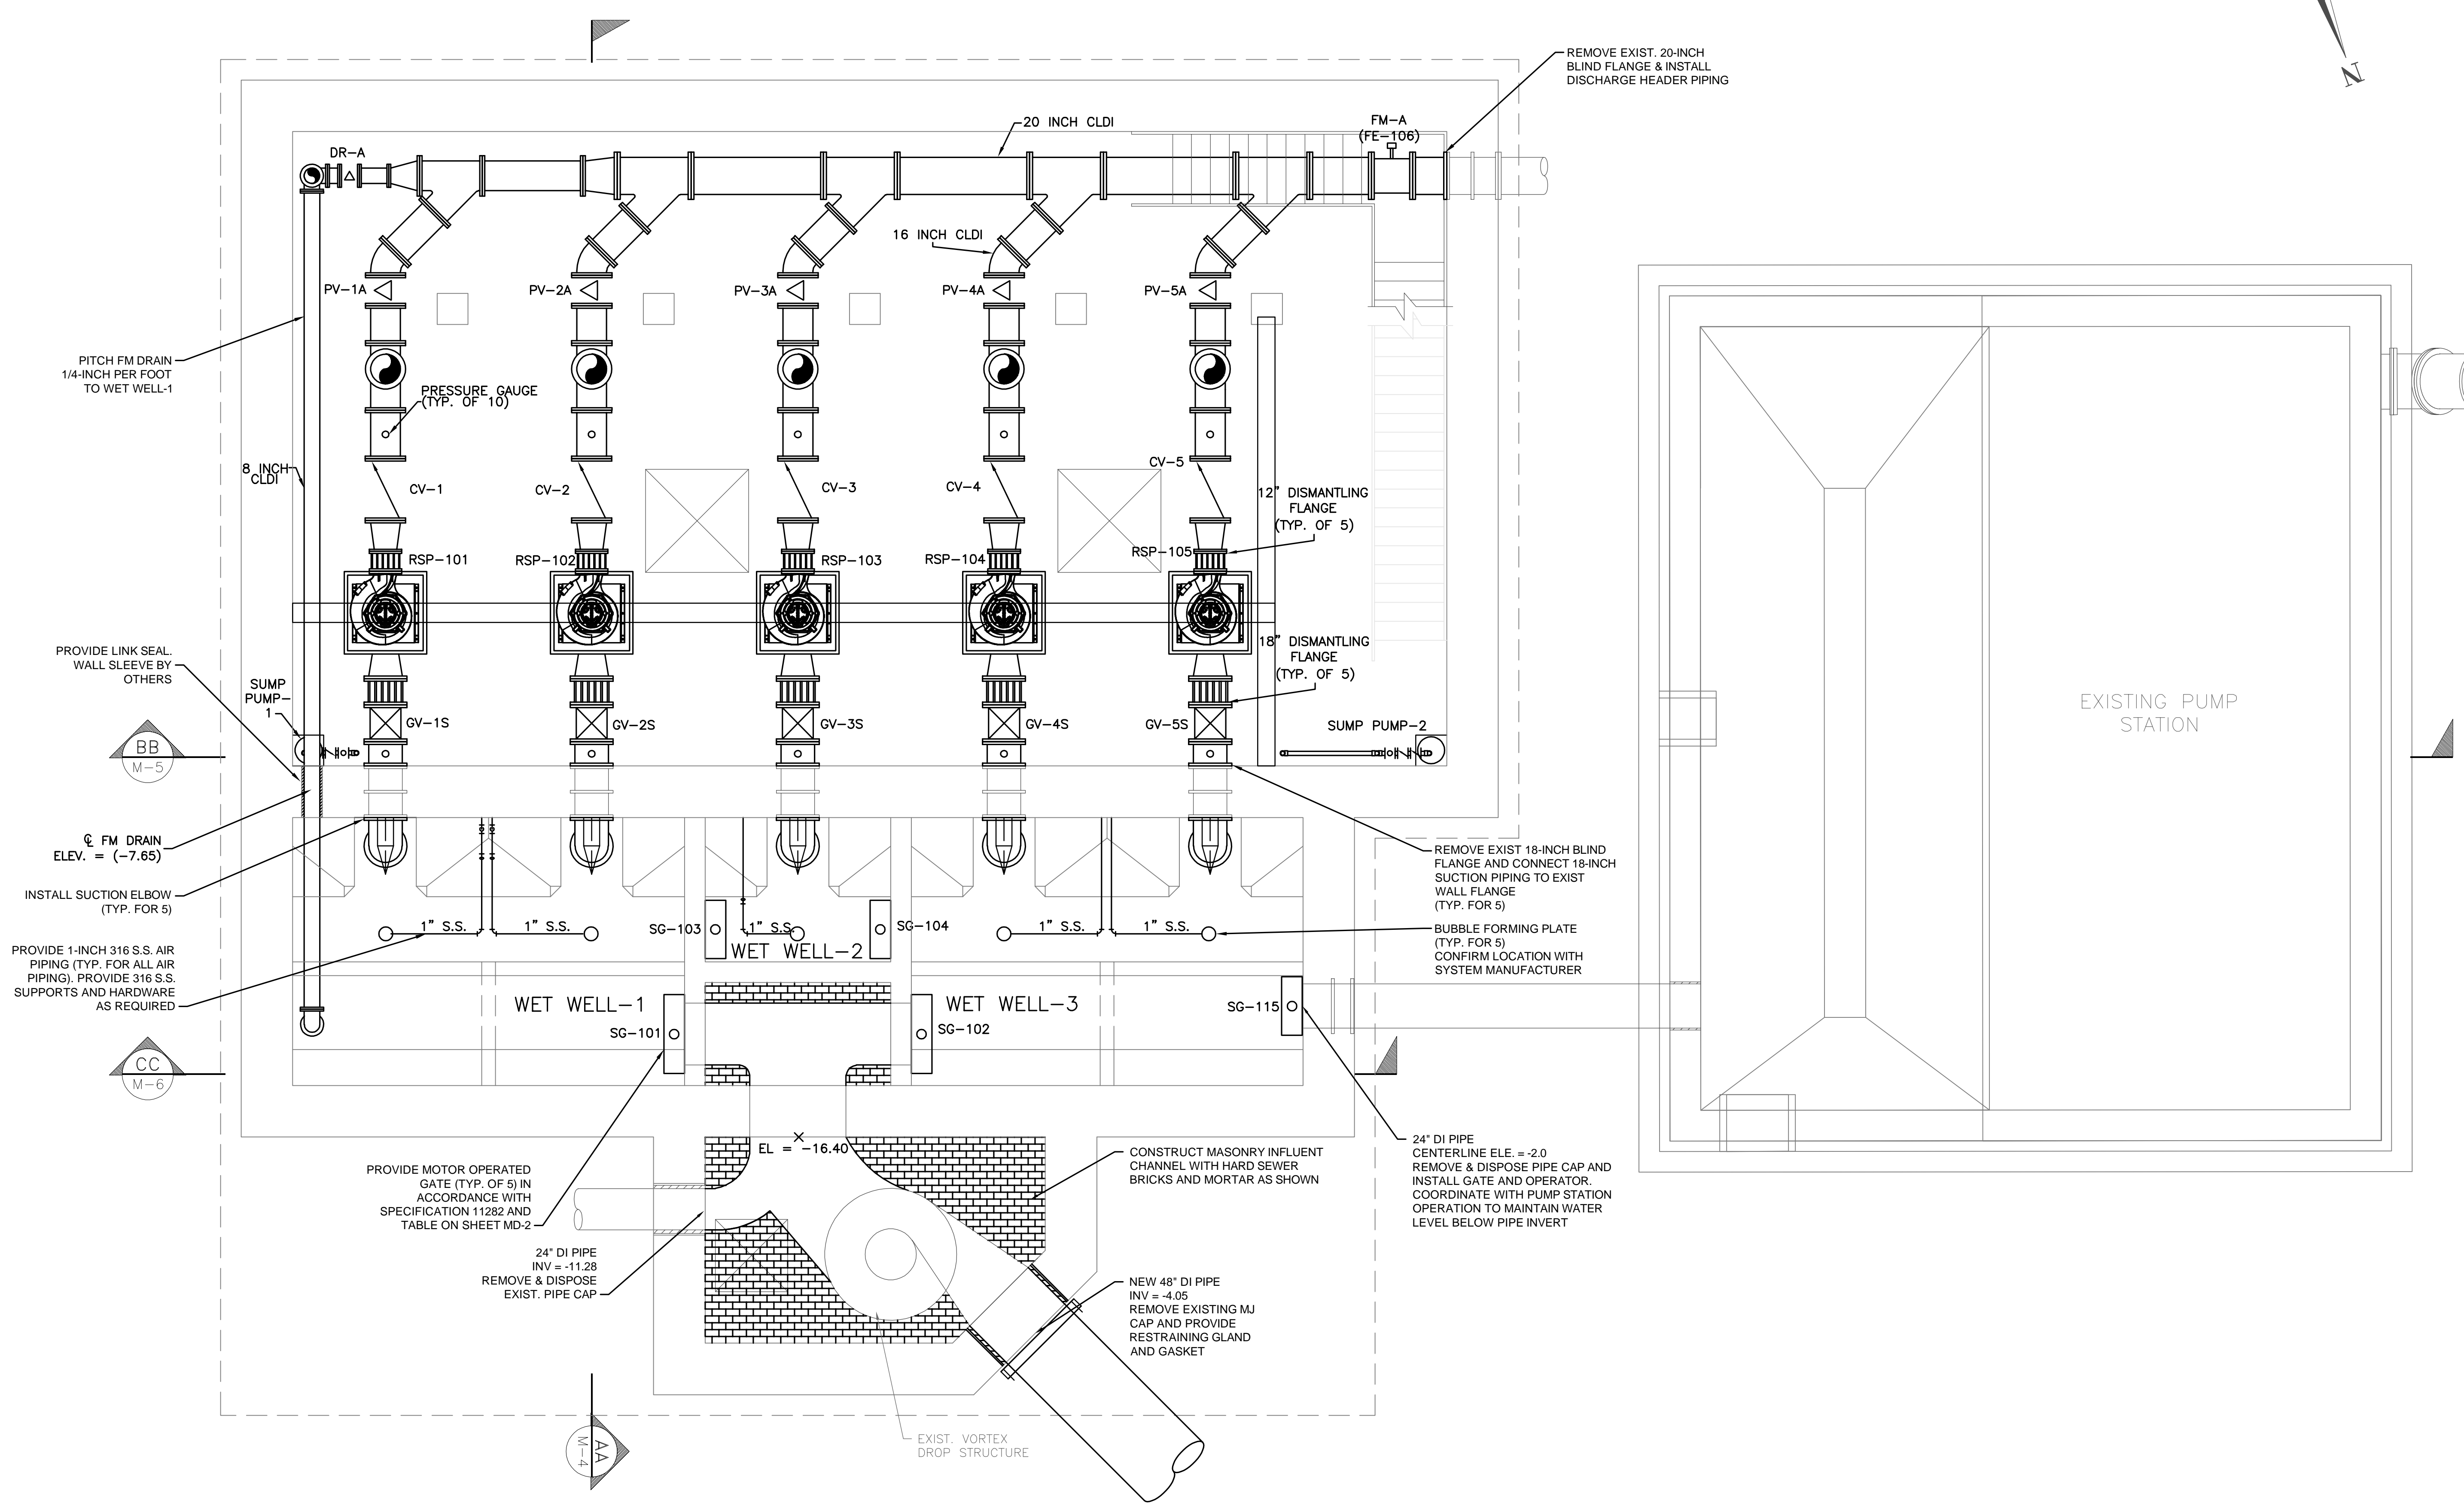 REMOVE EXIST. 20-INCH
BLIND FLANGE & INSTALL
DISCHARGE HEADER PIPING
N
20 INCH CLDI
FM-A
(FE-106)
DR-A
16 INCH CLDI
PV-1A
PV-2A
PV-3A
PV-4A
PV-5A
PITCH FM DRAIN
1/4-INCH PER FOOT
TO WET WELL-1
PRESSURE GAUGE
(TYP. OF 10)
8 INCH
CLDI
CV-1
CV-2
CV-3
CV-4
CV-5
12" DISMANTLING
FLANGE
(TYP. OF 5)
RSP-101
RSP-102
RSP-103
RSP-104
RSP-105
18" DISMANTLING
FLANGE
(TYP. OF 5)
PROVIDE LINK SEAL.
WALL SLEEVE BY
OTHERS
SUMP
PUMP-
1
GV-1S
GV-2S
GV-3S
GV-4S
GV-5S
SUMP PUMP-2
EXISTING PUMP
STATION
BB
M-5
℄ FM DRAIN
ELEV. = (-7.65)
INSTALL SUCTION ELBOW
(TYP. FOR 5)
REMOVE EXIST 18-INCH BLIND
FLANGE AND CONNECT 18-INCH
SUCTION PIPING TO EXIST
WALL FLANGE
(TYP. FOR 5)
1" S.S.
1" S.S.
SG-103
1" S.S.
SG-104
1" S.S.
1" S.S.
WET WELL-2
BUBBLE FORMING PLATE
(TYP. FOR 5)
CONFIRM LOCATION WITH
SYSTEM MANUFACTURER
PROVIDE 1-INCH 316 S.S. AIR
PIPING (TYP. FOR ALL AIR
PIPING). PROVIDE 316 S.S.
SUPPORTS AND HARDWARE
AS REQUIRED
WET WELL-1
WET WELL-3
SG-101
SG-102
SG-115
CC
M-6
EL = -16.40
PROVIDE MOTOR OPERATED
GATE (TYP. OF 5) IN
ACCORDANCE WITH
SPECIFICATION 11282 AND
TABLE ON SHEET MD-2
CONSTRUCT MASONRY INFLUENT
CHANNEL WITH HARD SEWER
BRICKS AND MORTAR AS SHOWN
24" DI PIPE
CENTERLINE ELE. = -2.0
REMOVE & DISPOSE PIPE CAP AND
INSTALL GATE AND OPERATOR.
COORDINATE WITH PUMP STATION
OPERATION TO MAINTAIN WATER
LEVEL BELOW PIPE INVERT
24" DI PIPE
INV = -11.28
REMOVE & DISPOSE
EXIST. PIPE CAP
NEW 48" DI PIPE
INV = -4.05
REMOVE EXISTING MJ
CAP AND PROVIDE
RESTRAINING GLAND
AND GASKET
EXIST. VORTEX
DROP STRUCTURE
AA
M-4